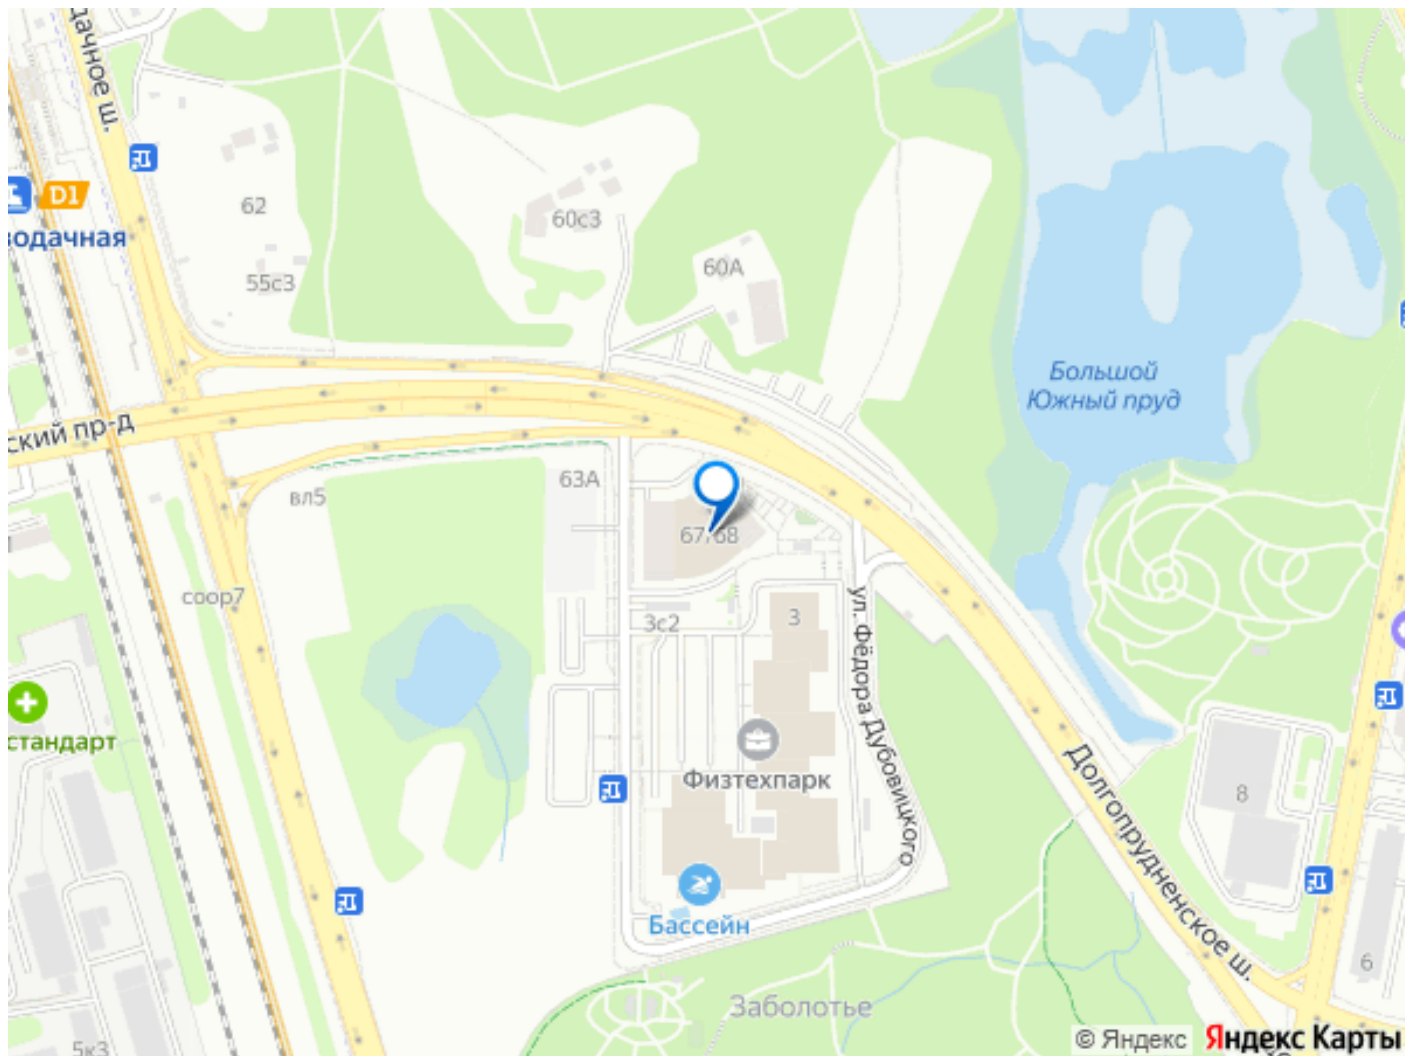 дачное ш.
D1
водачная
62
55с3
60с3
60А
Большой
Южный пруд
ский пр-д
63А
вл5
67/68
соор7
3с2
3
ул. Фёдора Дубовицкого
стандарт
Физтехпарк
Долгопрудненское ш.
8
Бассейн
6
Заболотье
5к3
© Яндекс
Яндекс Карты